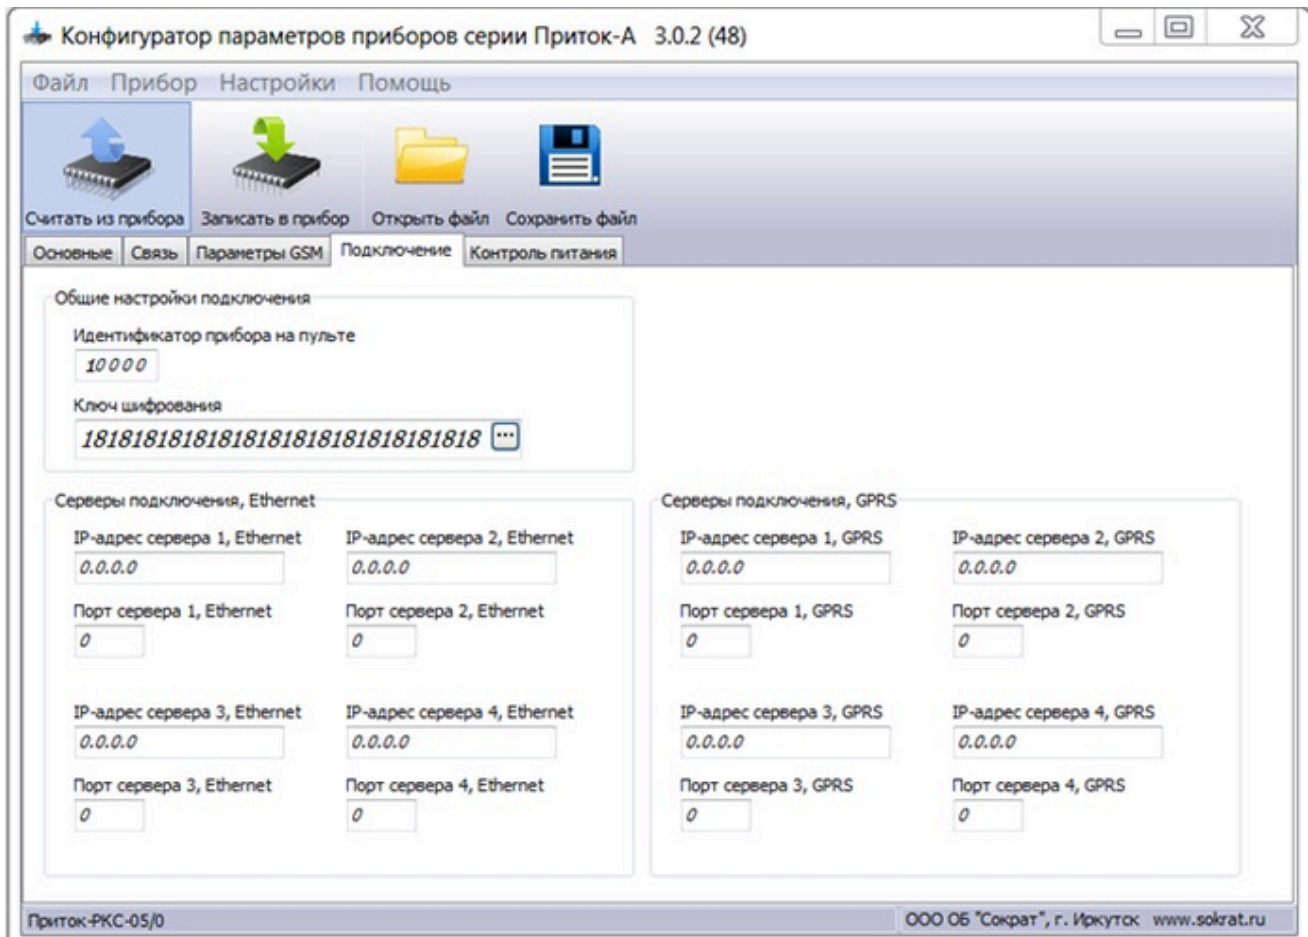 Конфигуратор параметров приборов серии Приток-А 3.0.2 (48)
Файл Прибор Настройки Помощь
Считать из прибора Записать в прибор Открыть файл Сохранить файл
Основные Связь Параметры GSM Подключение Контроль питания
Общие настройки подключения
Идентификатор прибора на пульте
10000
Ключ шифрования
18181818181818181818181818181818 ...
Серверы подключения, Ethernet Серверы подключения, GPRS
IP-адрес сервера 1, Ethernet IP-адрес сервера 2, Ethernet IP-адрес сервера 1, GPRS IP-адрес сервера 2, GPRS
0.0.0.0 0.0.0.0 0.0.0.0 0.0.0.0
Порт сервера 1, Ethernet Порт сервера 2, Ethernet Порт сервера 1, GPRS Порт сервера 2, GPRS
0 0 0 0
IP-адрес сервера 3, Ethernet IP-адрес сервера 4, Ethernet IP-адрес сервера 3, GPRS IP-адрес сервера 4, GPRS
0.0.0.0 0.0.0.0 0.0.0.0 0.0.0.0
Порт сервера 3, Ethernet Порт сервера 4, Ethernet Порт сервера 3, GPRS Порт сервера 4, GPRS
0 0 0 0
Приток-РКС-05/0 ООО ОБ "Сократ", г. Иркутск www.sokrat.ru